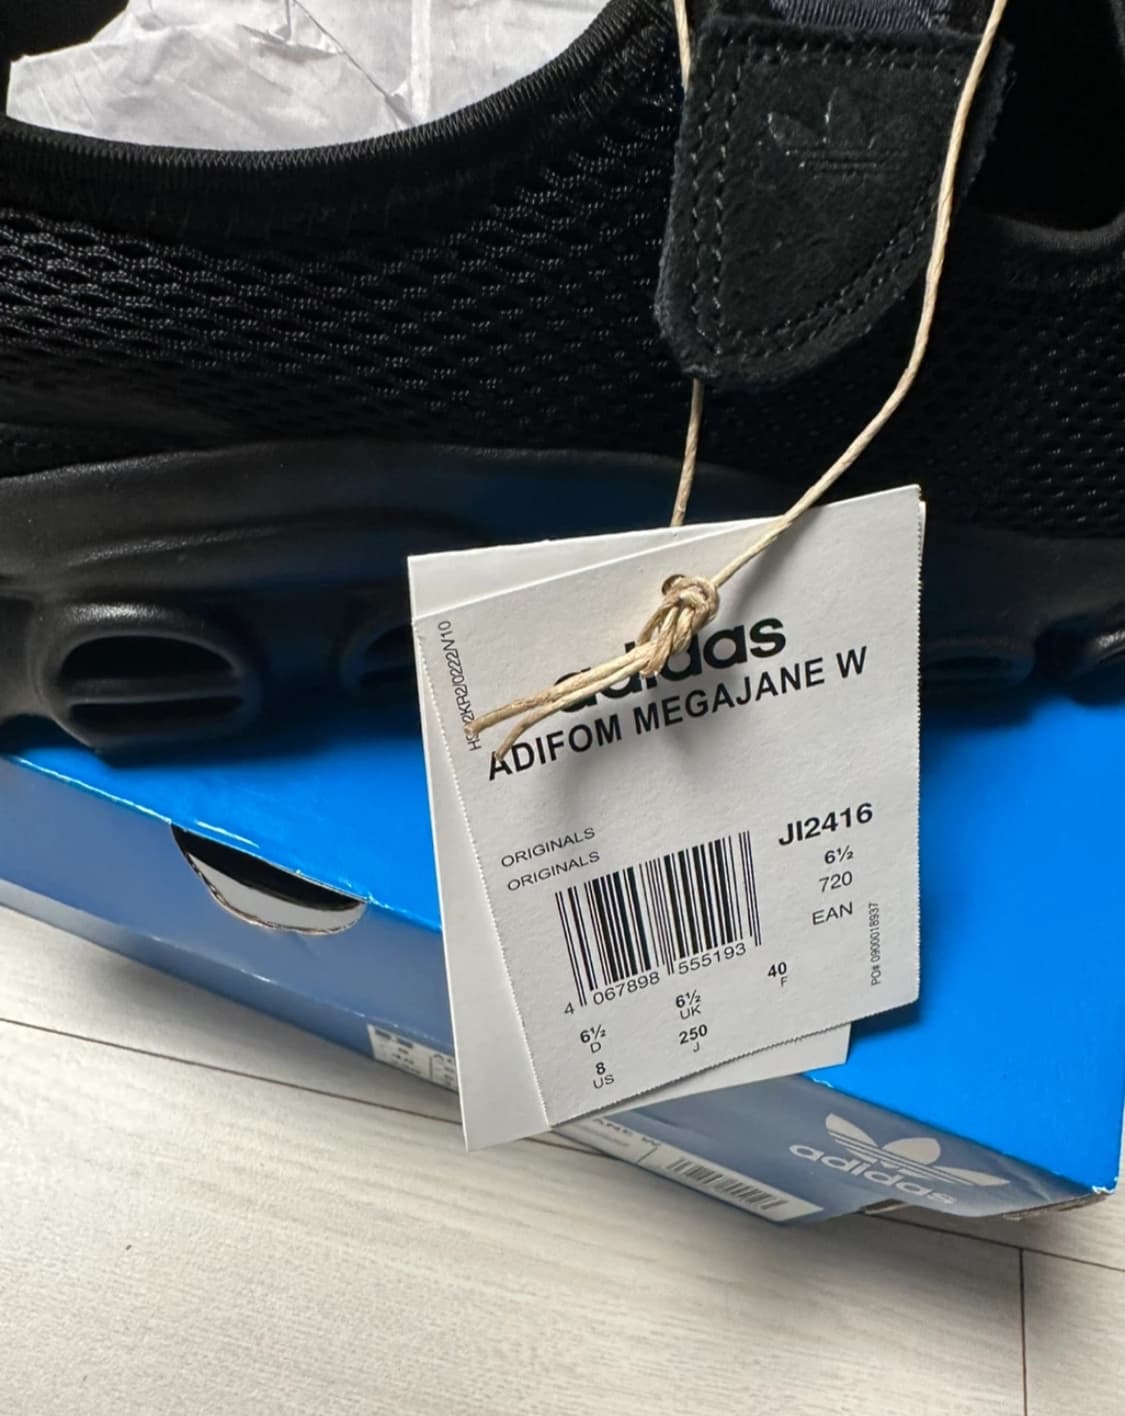 adidas
ADIFOM MEGAJANE W
ORIGINALS
ORIGINALS
JI2416
6½
720
EAN
4 067898 555193
PO# 0900018937
6½
D
6½
UK
40
F
8
US
250
J
adidas